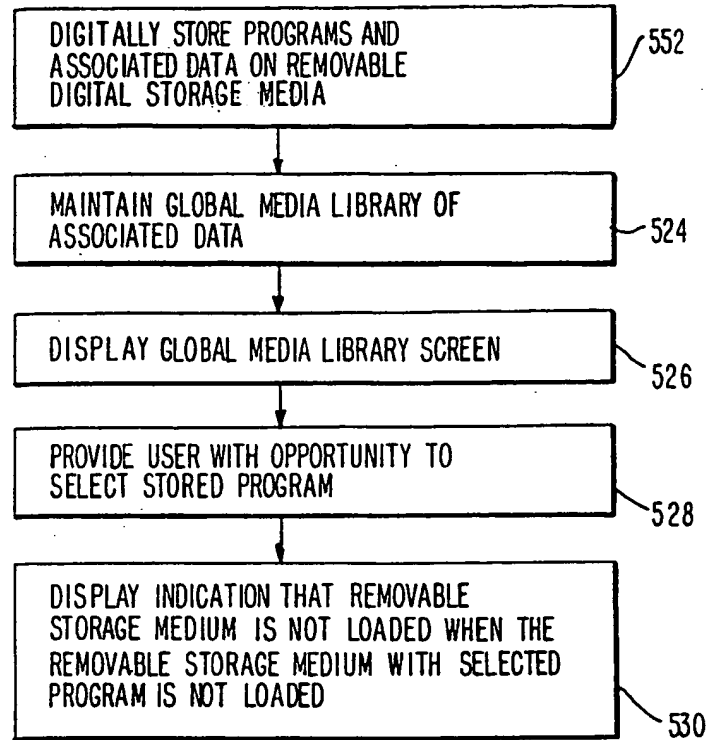 DIGITALLY STORE PROGRAMS AND
ASSOCIATED DATA ON REMOVABLE
DIGITAL STORAGE MEDIA
552
MAINTAIN GLOBAL MEDIA LIBRARY OF
ASSOCIATED DATA
524
DISPLAY GLOBAL MEDIA LIBRARY SCREEN
526
PROVIDE USER WITH OPPORTUNITY TO
SELECT STORED PROGRAM
528
DISPLAY INDICATION THAT REMOVABLE
STORAGE MEDIUM IS NOT LOADED WHEN THE
REMOVABLE STORAGE MEDIUM WITH SELECTED
PROGRAM IS NOT LOADED
530